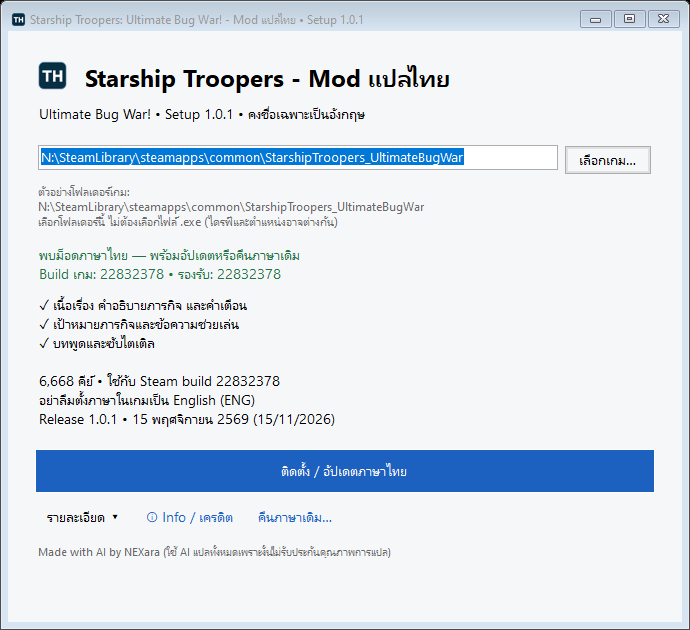 TH Starship Troopers: Ultimate Bug War! - Mod แปลไทย • Setup 1.0.1
TH Starship Troopers - Mod แปลไทย
Ultimate Bug War! • Setup 1.0.1 • คงชื่อเฉพาะเป็นอังกฤษ
N:\SteamLibrary\steamapps\common\StarshipTroopers_UltimateBugWar
เลือกเกม...
ตัวอย่างโฟลเดอร์เกม:
N:\SteamLibrary\steamapps\common\StarshipTroopers_UltimateBugWar
เลือกโฟลเดอร์นี้ ไม่ต้องเลือกไฟล์ .exe (ไดรฟ์และตำแหน่งอาจต่างกัน)
พบม็อดภาษาไทย — พร้อมอัปเดตหรือคืนภาษาเดิม
Build เกม: 22832378 • รองรับ: 22832378
✓ เนื้อเรื่อง คำอธิบายภารกิจ และคำเตือน
✓ เป้าหมายภารกิจและข้อความช่วยเล่น
✓ บทพูดและซับไตเติล
6,668 คีย์ • ใช้กับ Steam build 22832378
อย่าลืมตั้งภาษาในเกมเป็น English (ENG)
Release 1.0.1 • 15 พฤศจิกายน 2569 (15/11/2026)
ติดตั้ง / อัปเดตภาษาไทย
รายละเอียด ▼ ⓘ Info / เครดิต คืนภาษาเดิม...
Made with AI by NEXara (ใช้ AI แปลทั้งหมดเพราะงั้นไม่รับประกันคุณภาพการแปล)